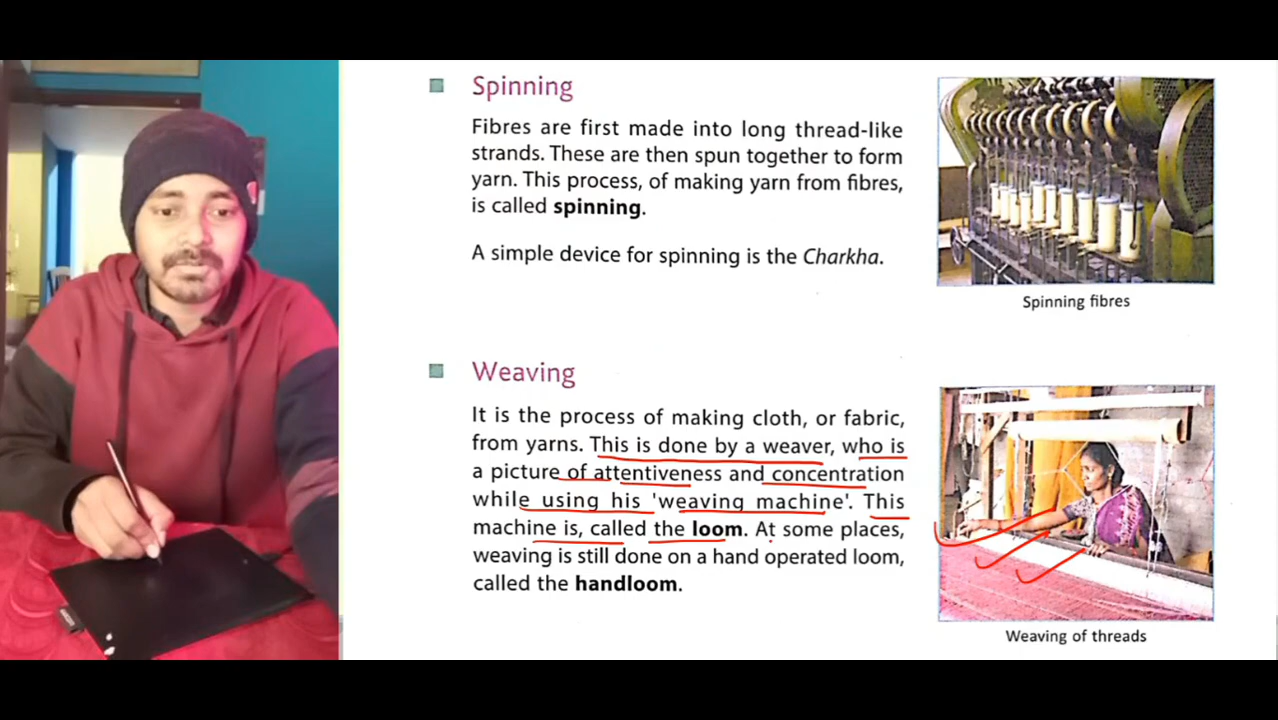 Spinning
Fibres are first made into long thread-like
strands. These are then spun together to form
yarn. This process, of making yarn from fibres,
is called spinning.
A simple device for spinning is the Charkha.
Spinning fibres
Weaving
It is the process of making cloth, or fabric,
from yarns. This is done by a weaver, who is
a picture of attentiveness and concentration
while using his 'weaving machine'. This
machine is, called the loom. At some places,
weaving is still done on a hand operated loom,
called the handloom.
Weaving of threads